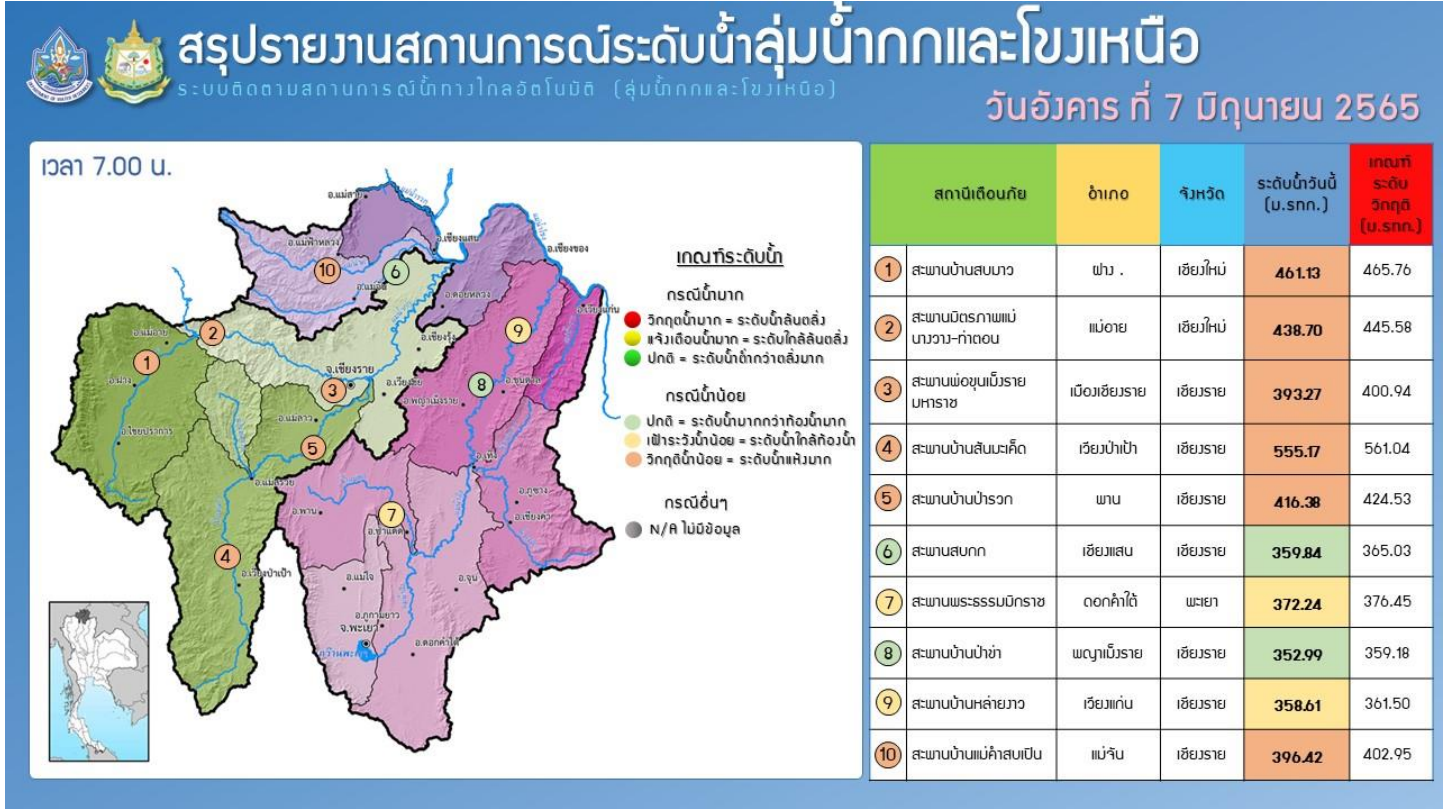 สรุปรายงานสถานการณ์ระดับน้ำลุ่มน้ำกกและโขงเหนือ
ระบบติดตามสถานการณ์น้ำทางไกลอัตโนมัติ (ลุ่มน้ำกกและโขงเหนือ)
วันอังคาร ที่ 7 มิถุนายน 2565
เวลา 7.00 น.
อ.แม่สาย
อ.แม่ฟ้าหลวง
อ.เชียงแสน
อ.เชียงของ
10
6
อ.ดอยหลวง
อ.เวียงแก่น
อ.แม่อาย
2
9
อ.เชียงรุ้ง
1
จ.เชียงราย
อ.ฝาง
3
8
อ.ขุนตาล
อ.พญาเม็งราย
อ.แม่ลาว
อ.ไชยปราการ
5
อ.เทิง
อ.แม่สรวย
อ.ภูซาง
อ.พาน
7
อ.เชียงคำ
อ.ป่าแดด
4
อ.เวียงป่าเป้า
อ.แม่ใจ
อ.จุน
อ.ภูกามยาว
จ.พะเยา
อ.ดอกคำใต้
กว๊านพะเยา
เกณฑ์ระดับน้ำ
กรณีน้ำมาก
วิกฤตน้ำมาก = ระดับน้ำล้นตลิ่ง
แจ้งเตือนน้ำมาก = ระดับใกล้ล้นตลิ่ง
ปกติ = ระดับน้ำต่ำกว่าตลิ่งมาก
กรณีน้ำน้อย
ปกติ = ระดับน้ำมากกว่าท้องน้ำมาก
เฝ้าระวังน้ำน้อย = ระดับน้ำใกล้ท้องน้ำ
วิกฤติน้ำน้อย = ระดับน้ำแห้งมาก
กรณีอื่นๆ
N/A ไม่มีข้อมูล
สถานีเตือนภัย อำเภอ จังหวัด ระดับน้ำวันนี้ (ม.รทก.) เกณฑ์ระดับวิกฤติ (ม.รทก.)
1 สะพานบ้านสบมาว ฝาง . เชียงใหม่ 461.13 465.76
2 สะพานมิตรภาพแม่นางวาง-ท่าตอน แม่อาย เชียงใหม่ 438.70 445.58
3 สะพานพ่อขุนเม็งรายมหาราช เมืองเชียงราย เชียงราย 393.27 400.94
4 สะพานบ้านสันมะเค็ด เวียงป่าเป้า เชียงราย 555.17 561.04
5 สะพานบ้านป่ารวก พาน เชียงราย 416.38 424.53
6 สะพานสบกก เชียงแสน เชียงราย 359.84 365.03
7 สะพานพระธรรมมิกราช ดอกคำใต้ พะเยา 372.24 376.45
8 สะพานบ้านป่าข่า พญาเม็งราย เชียงราย 352.99 359.18
9 สะพานบ้านหล่ายงาว เวียงแก่น เชียงราย 358.61 361.50
10 สะพานบ้านแม่คำสบเปิน แม่จัน เชียงราย 396.42 402.95